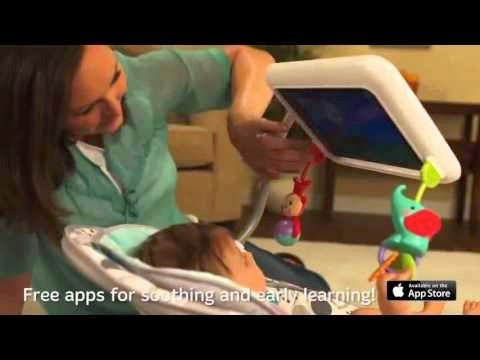 Free apps for soothing and early learning!
Available on the
App Store